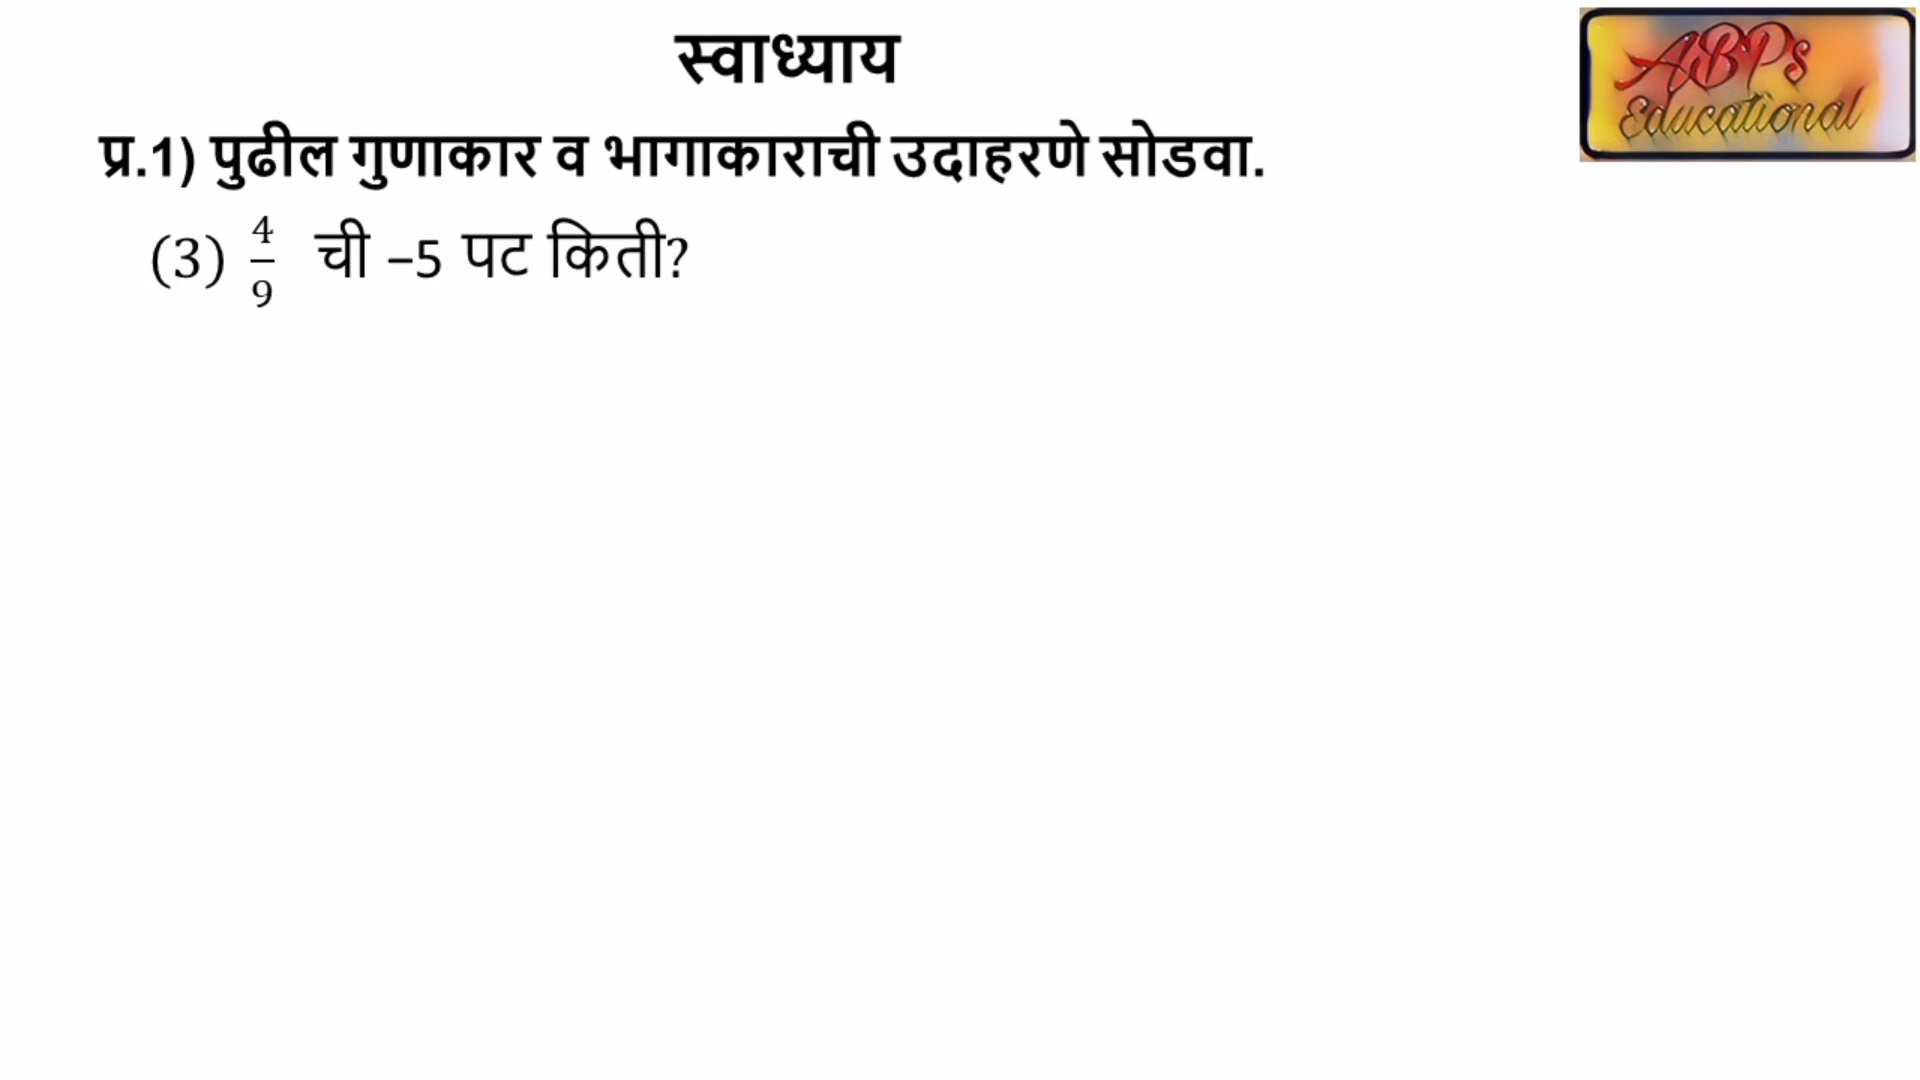 स्वाध्याय
ABPs
Educational
प्र.1) पुढील गुणाकार व भागाकाराची उदाहरणे सोडवा.
(3) 4/9 ची –5 पट किती?